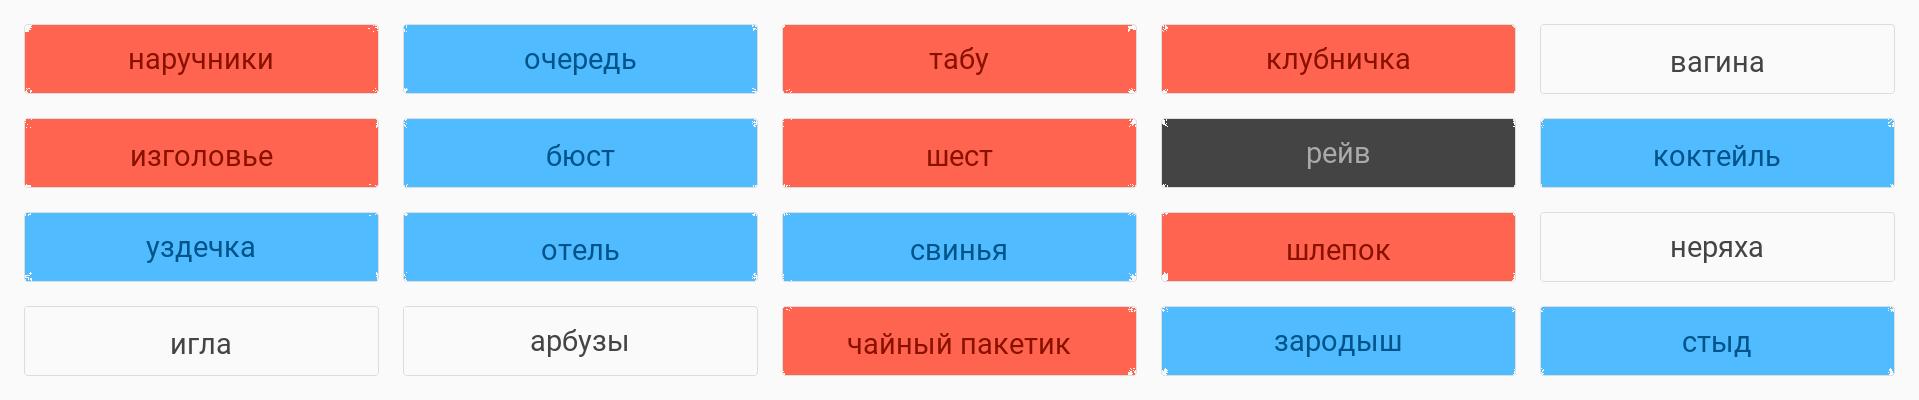 наручники очередь табу клубничка вагина
изголовье бюст шест рейв коктейль
уздечка отель свинья шлепок неряха
игла арбузы чайный пакетик зародыш стыд